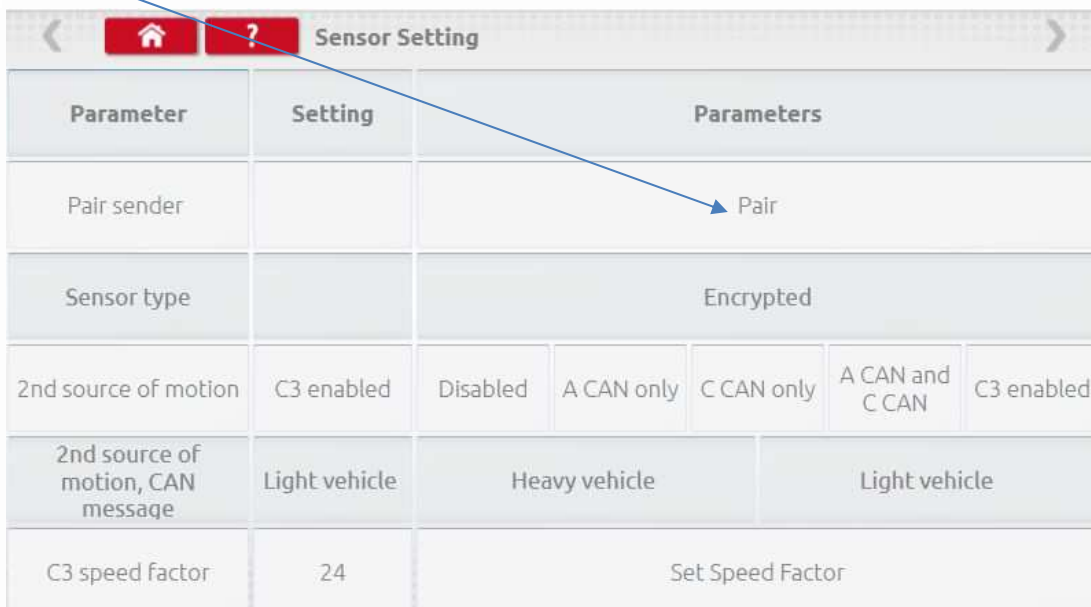 ? Sensor Setting
Parameter Setting Parameters
Pair sender Pair
Sensor type Encrypted
2nd source of motion C3 enabled Disabled A CAN only C CAN only A CAN and C CAN C3 enabled
2nd source of motion, CAN message Light vehicle Heavy vehicle Light vehicle
C3 speed factor 24 Set Speed Factor